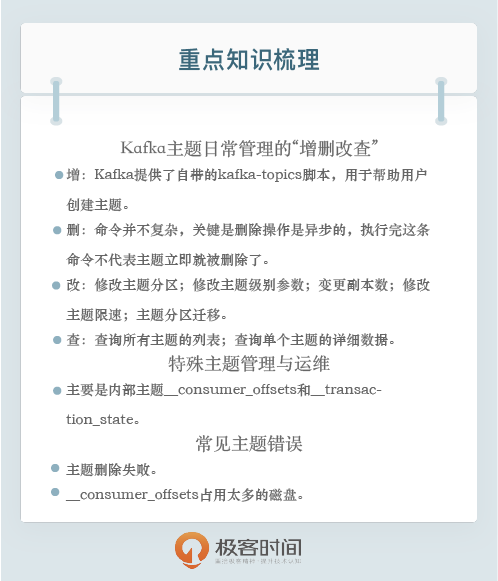 重点知识梳理
Kafka主题日常管理的“增删改查”
增：Kafka提供了自带的kafka-topics脚本，用于帮助用户
创建主题。
删：命令并不复杂，关键是删除操作是异步的，执行完这条
命令不代表主题立即就被删除了。
改：修改主题分区；修改主题级别参数；变更副本数；修改
主题限速；主题分区迁移。
查：查询所有主题的列表；查询单个主题的详细数据。
特殊主题管理与运维
主要是内部主题__consumer_offsets和__transac-
tion_state。
常见主题错误
主题删除失败。
__consumer_offsets占用太多的磁盘。
极客时间